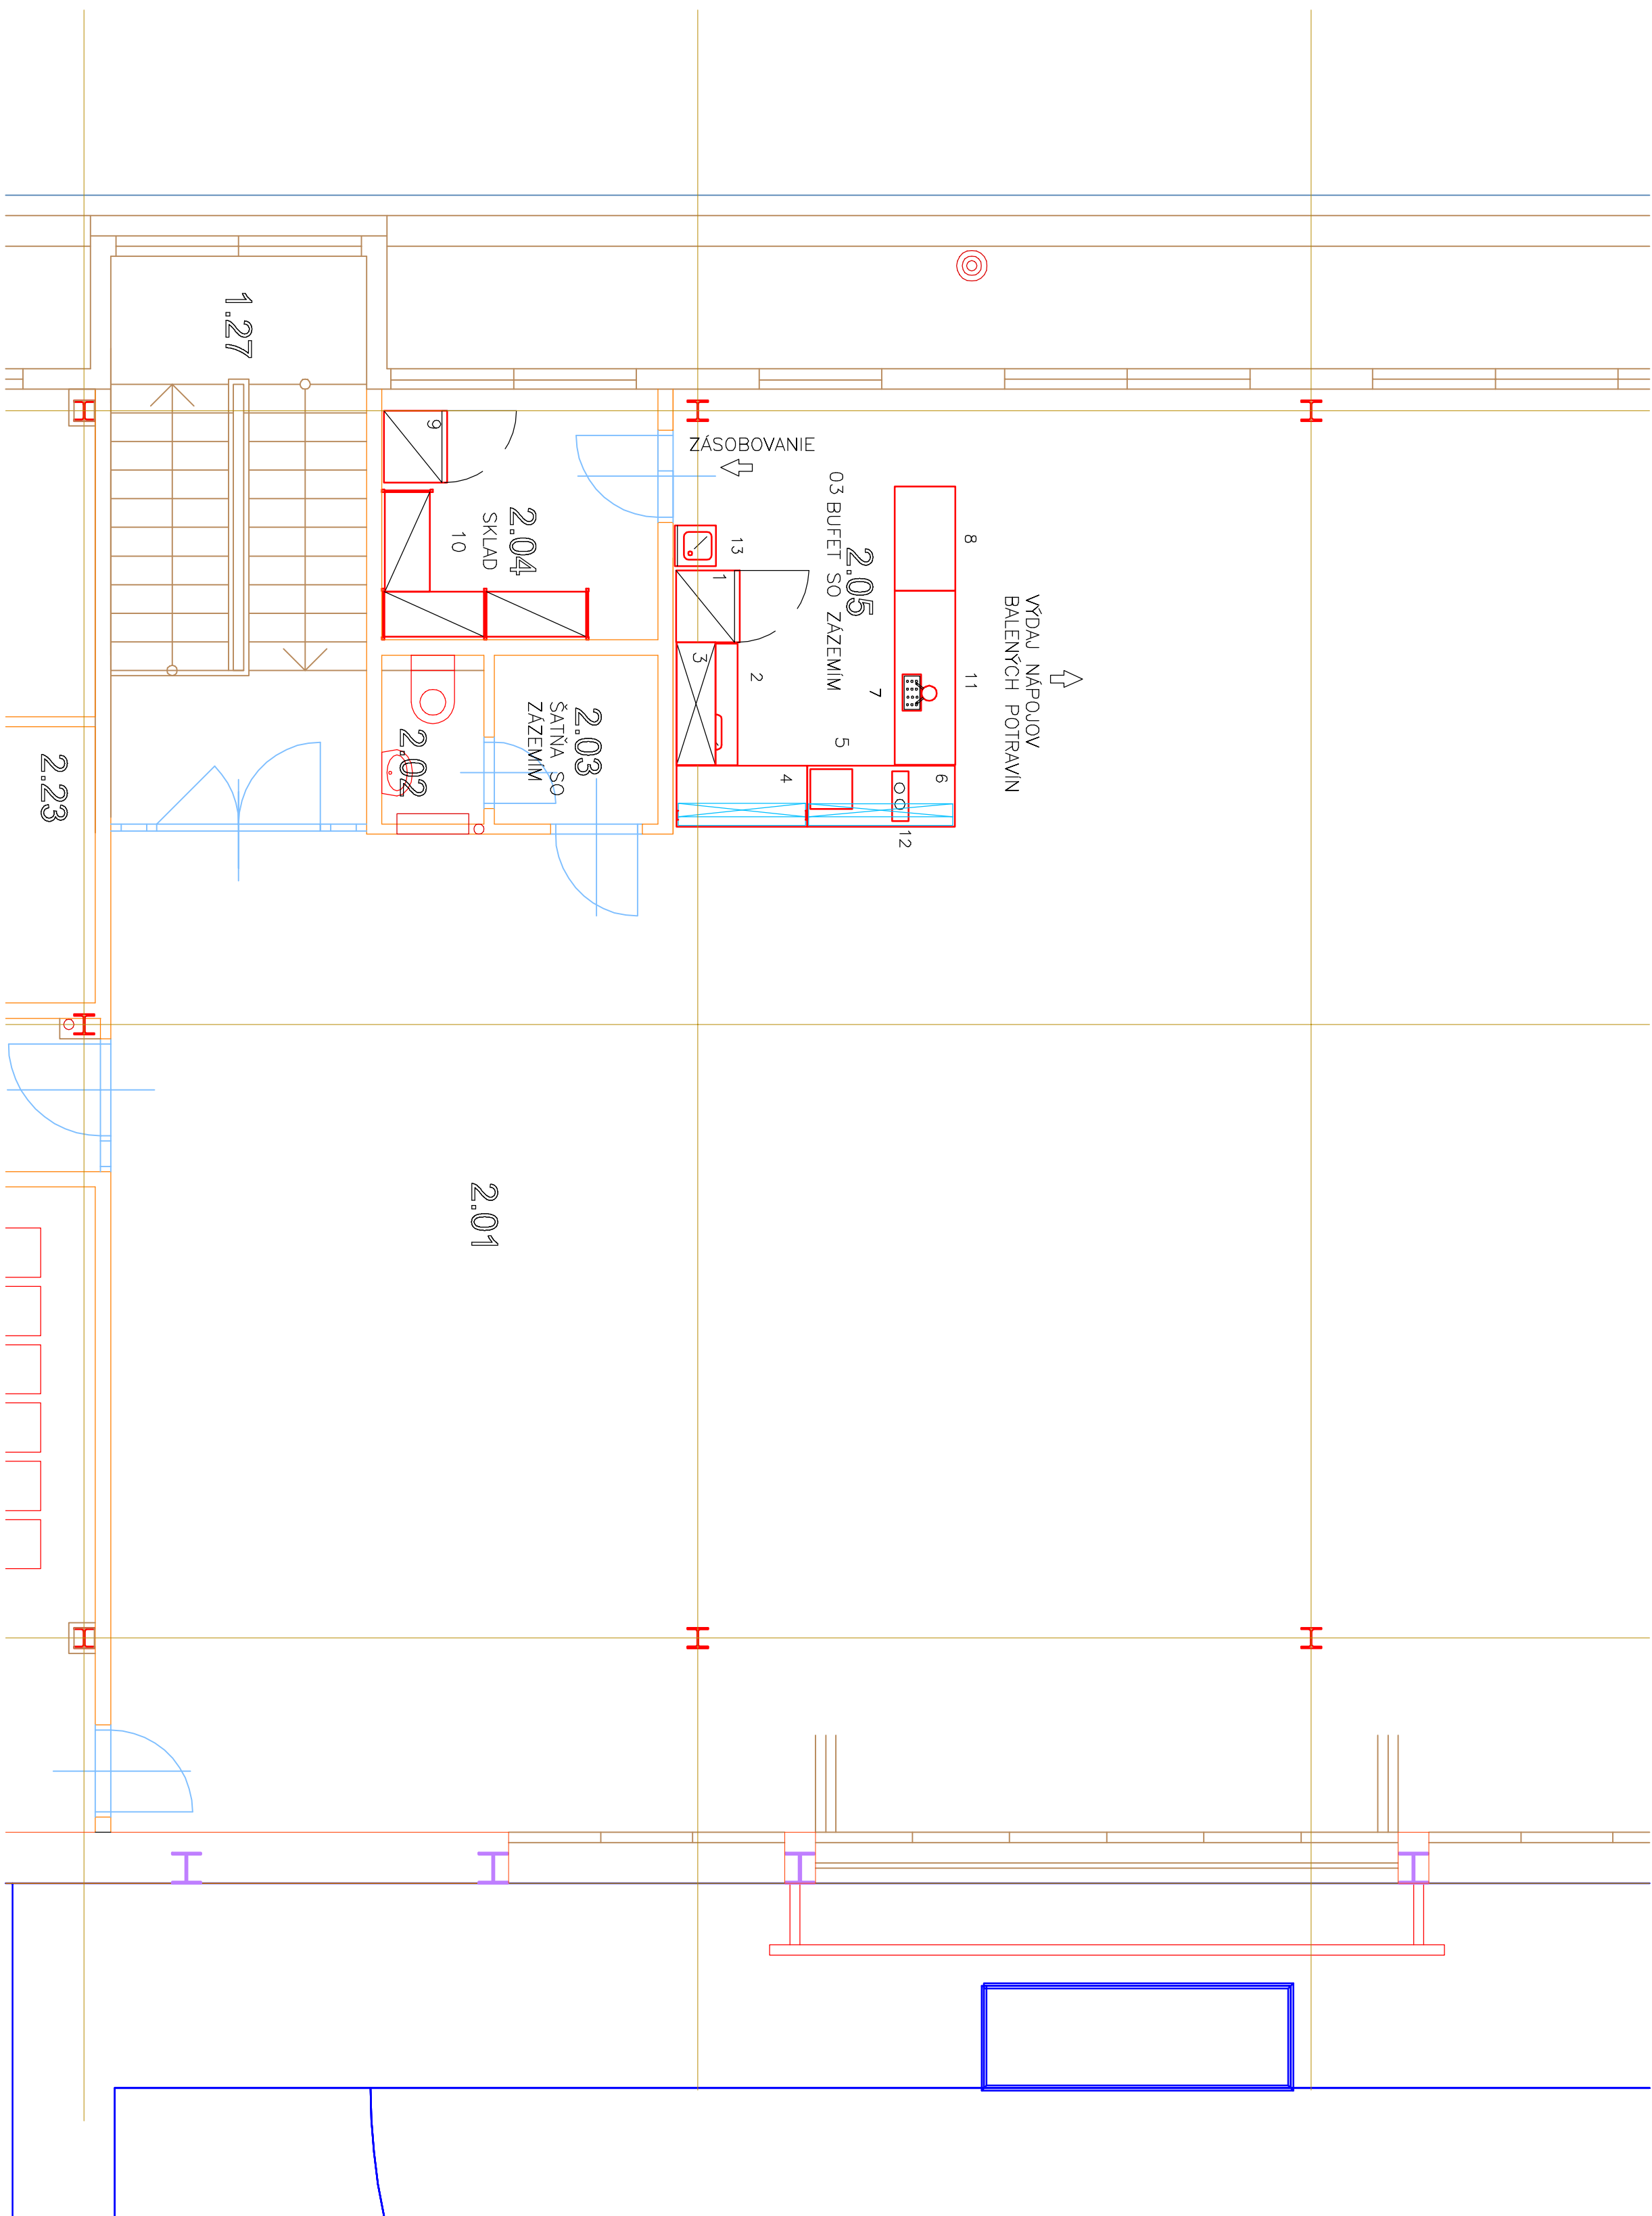 1.27
9
ZÁSOBOVANIE
2.04
SKLAD
10
13
1
03 BUFET SO ZÁZEMÍM
2.05
8
VÝDAJ NÁPOJOV
BALENÝCH POTRAVÍN
3
2
7
11
5
4
6
12
2.03
ŠATŇA SO
ZÁZEMÍM
2.02
2.23
2.01